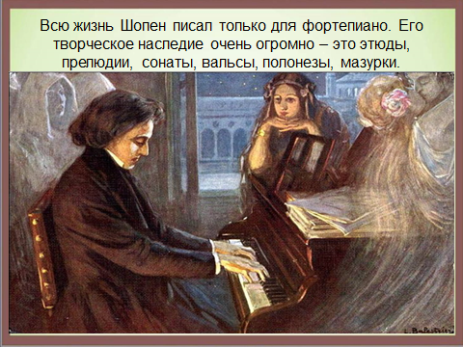 Всю жизнь Шопен писал только для фортепиано. Его
творческое наследие очень огромно – это этюды,
прелюдии, сонаты, вальсы, полонезы, мазурки.